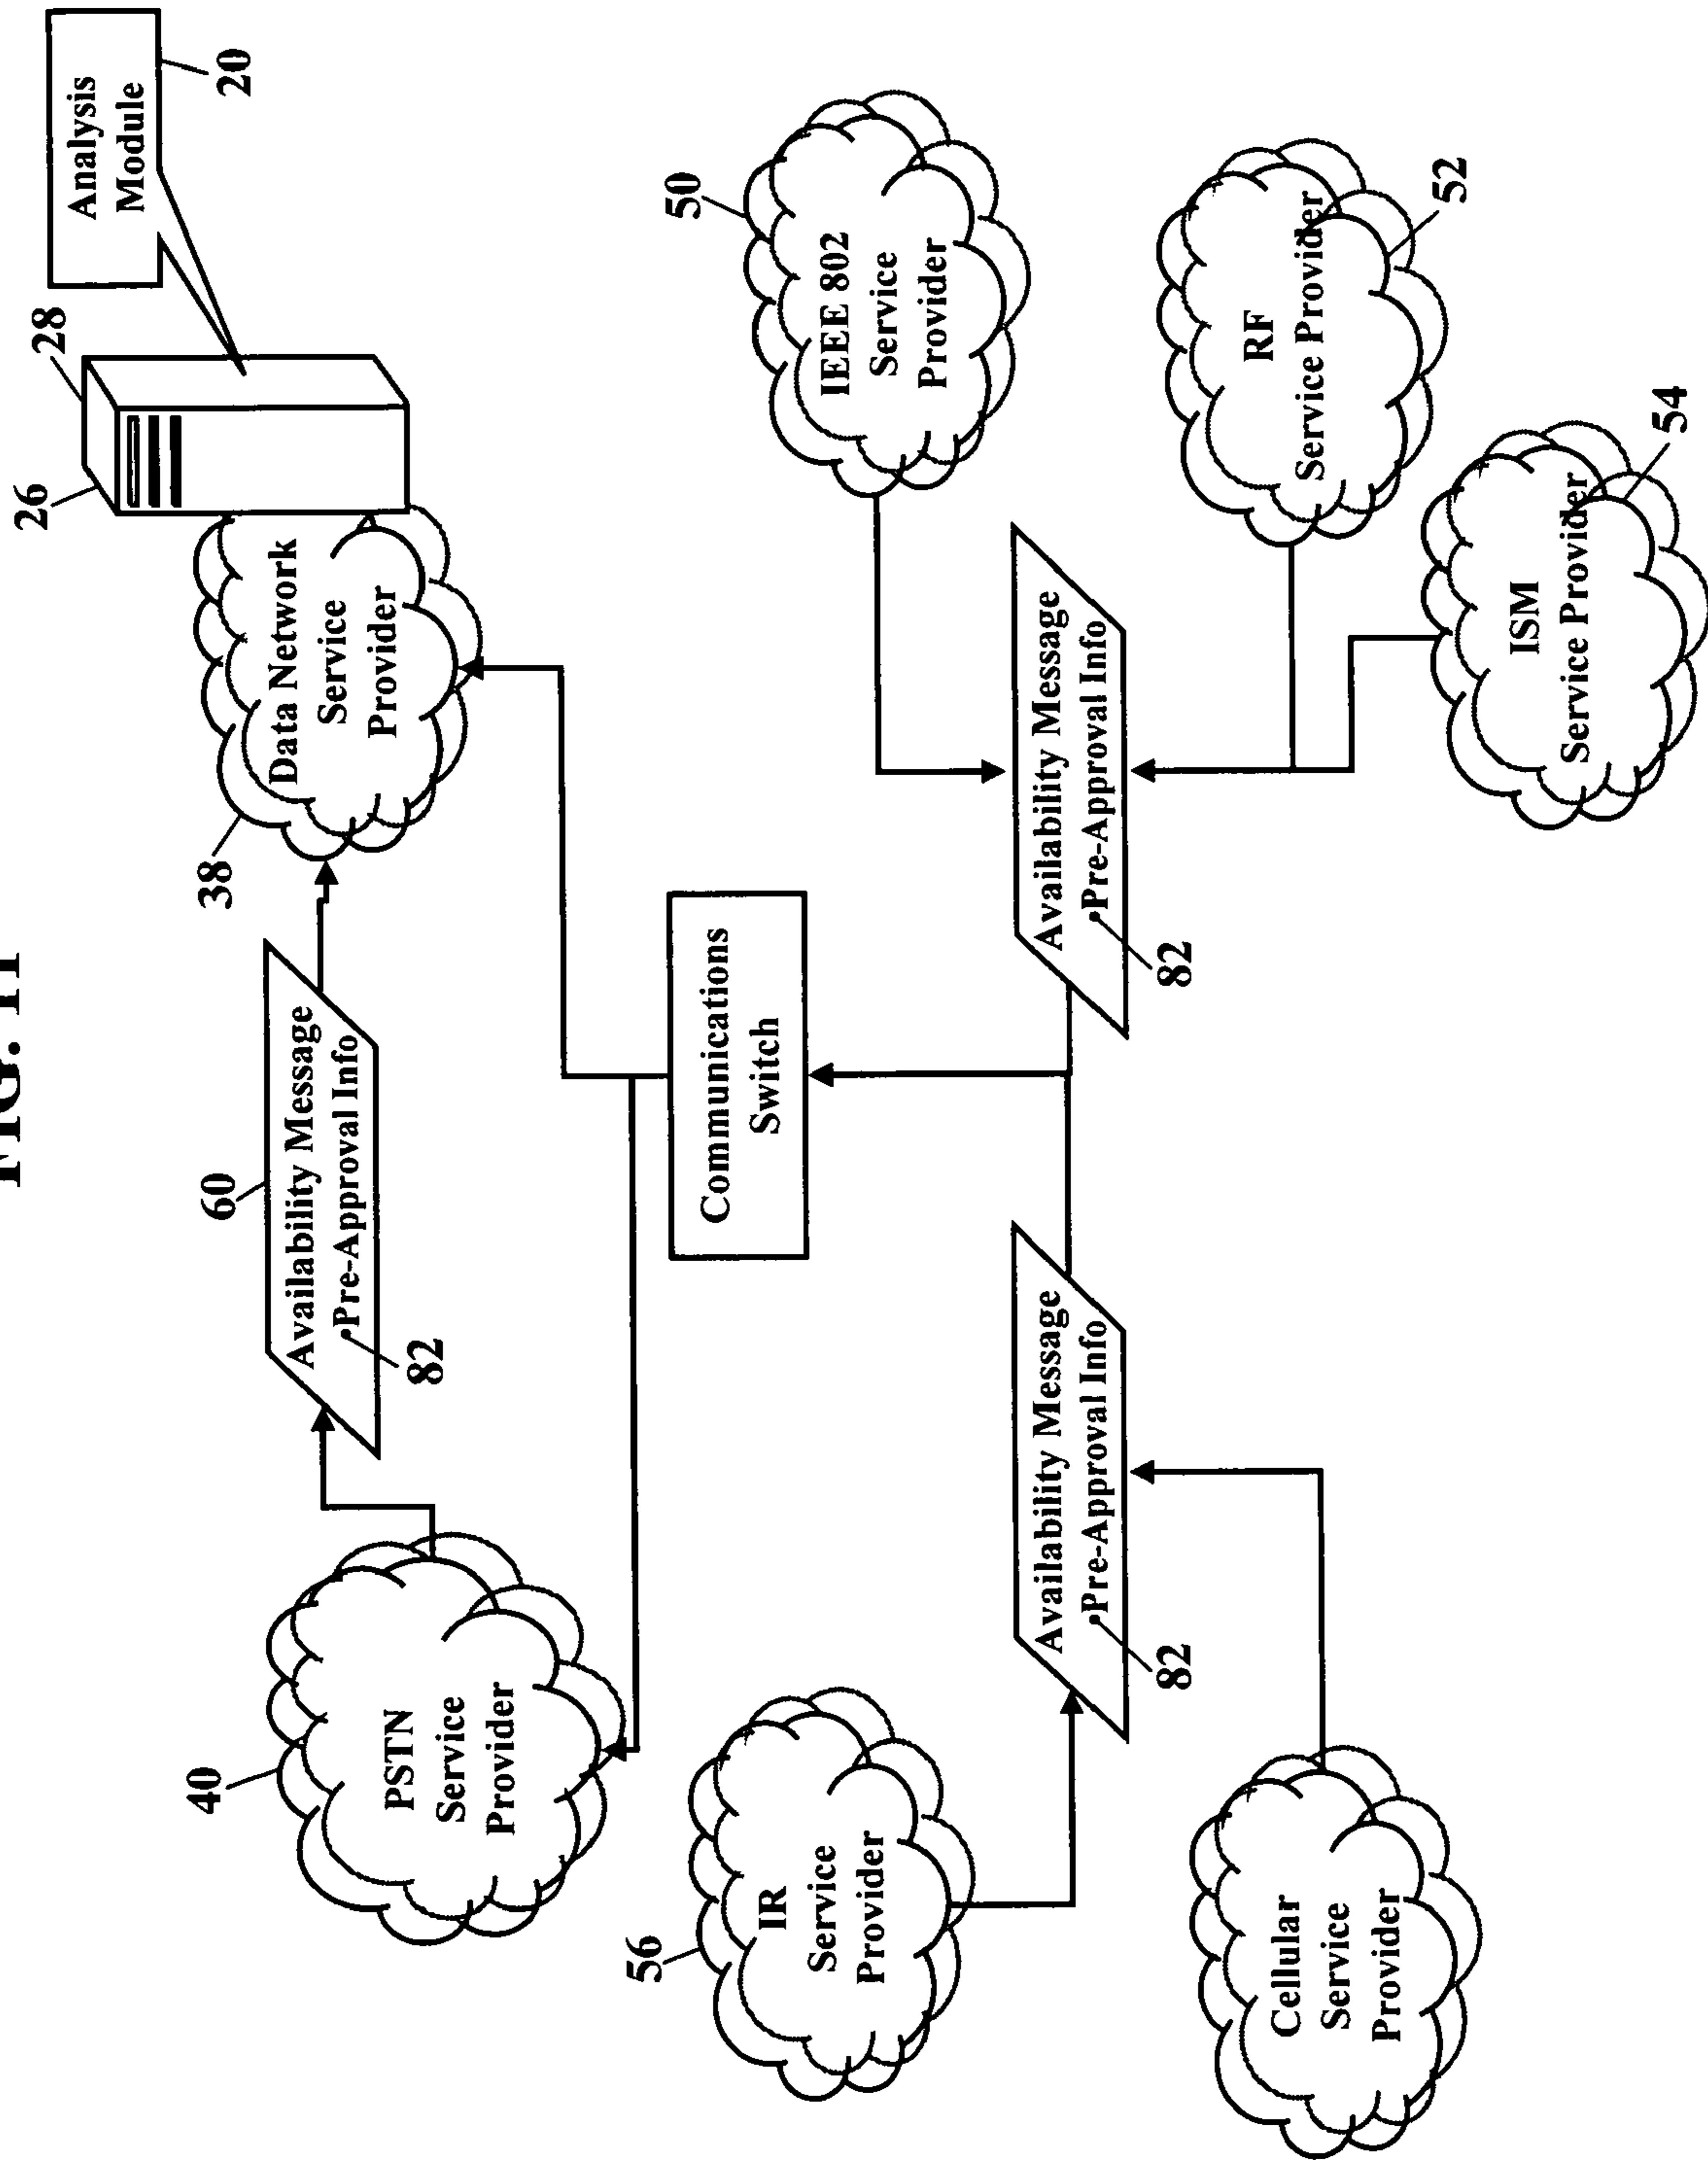 FIG. 11
Analysis
Module
20
28
26
Data Network
Service
Provider
38
60
Availability Message
•Pre-Approval Info
82
40
PSTN
Service
Provider
Communications
Switch
50
IEEE 802
Service
Provider
56
IR
Service
Provider
Availability Message
•Pre-Approval Info
82
Availability Message
•Pre-Approval Info
82
RF
Service Provider
52
ISM
Service Provider
54
Cellular
Service
Provider